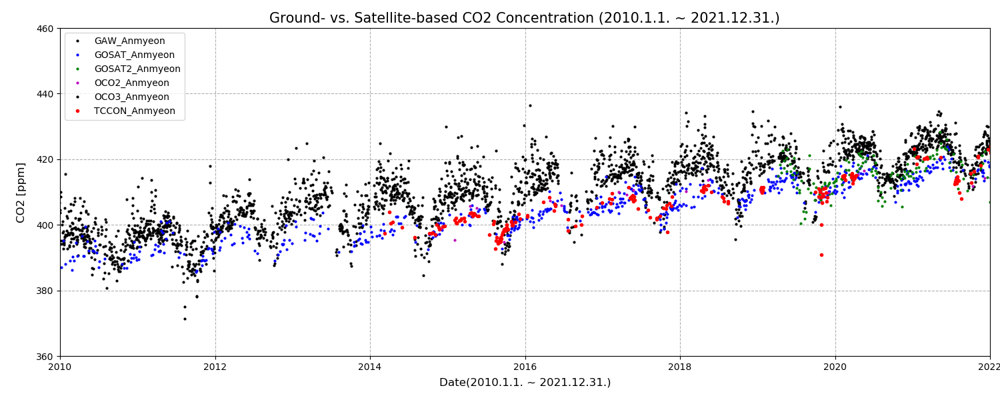 Ground- vs. Satellite-based CO2 Concentration (2010.1.1. ~ 2021.12.31.)
460
440
420
400
380
360
CO2 [ppm]
GAW_Anmyeon
GOSAT_Anmyeon
GOSAT2_Anmyeon
OCO2_Anmyeon
OCO3_Anmyeon
TCCON_Anmyeon
2010 2012 2014 2016 2018 2020 2022
Date(2010.1.1. ~ 2021.12.31.)